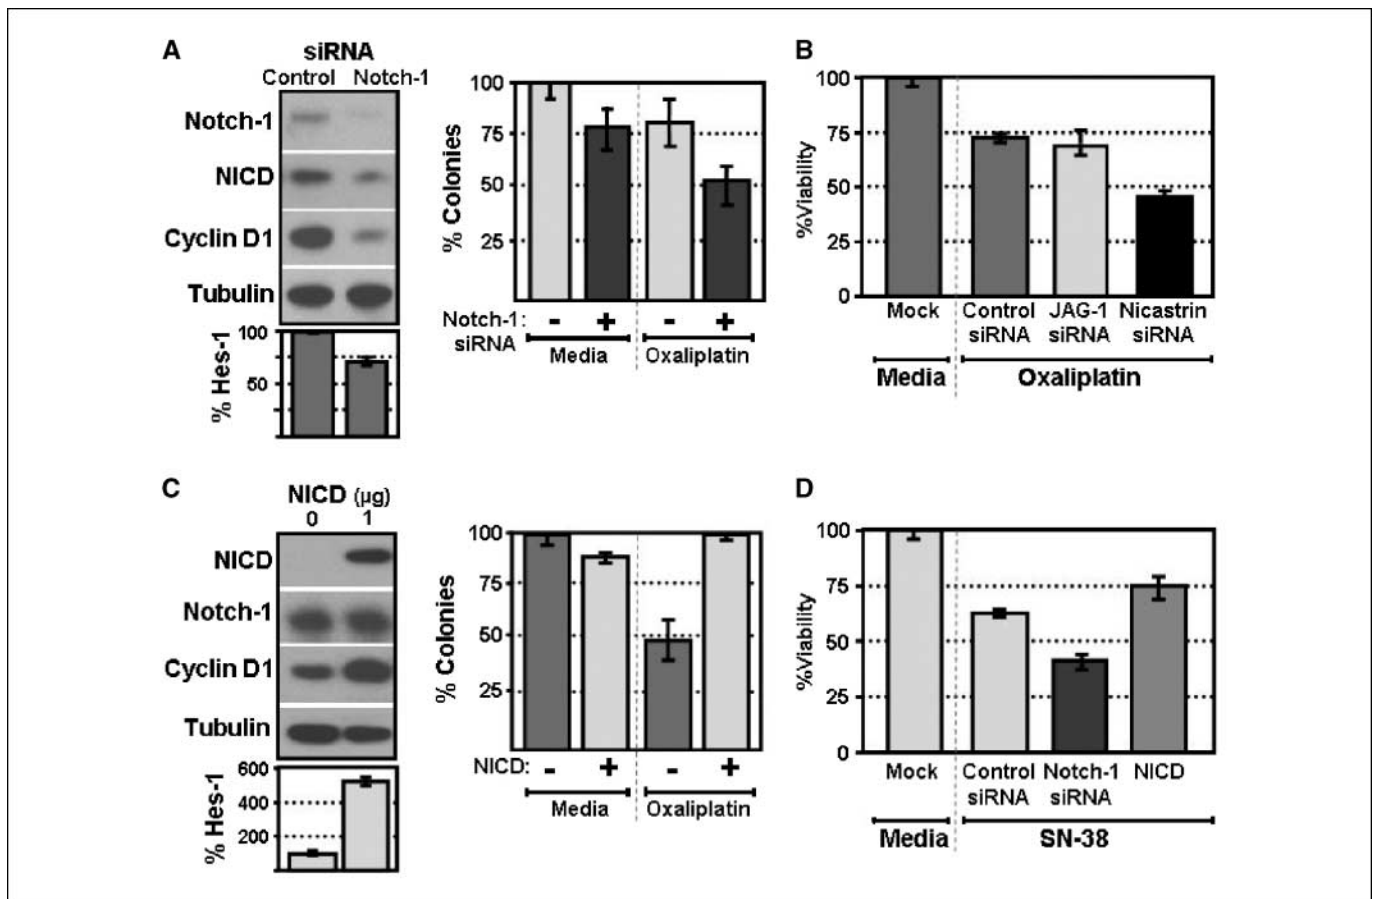 A
siRNA
Control Notch-1
Notch-1
NICD
Cyclin D1
Tubulin
% Hes-1
100
50
% Colonies
100
75
50
25
Notch-1: - + - +
siRNA
Media Oxaliplatin
B
%Viability
100
75
50
25
0
Mock Control JAG-1 Nicastrin
siRNA siRNA siRNA
Media Oxaliplatin
C
NICD (µg)
0 1
NICD
Notch-1
Cyclin D1
Tubulin
% Hes-1
600
400
200
% Colonies
100
75
50
25
NICD: - + - +
Media Oxaliplatin
D
%Viability
100
75
50
25
0
Mock Control Notch-1 NICD
siRNA siRNA
Media SN-38